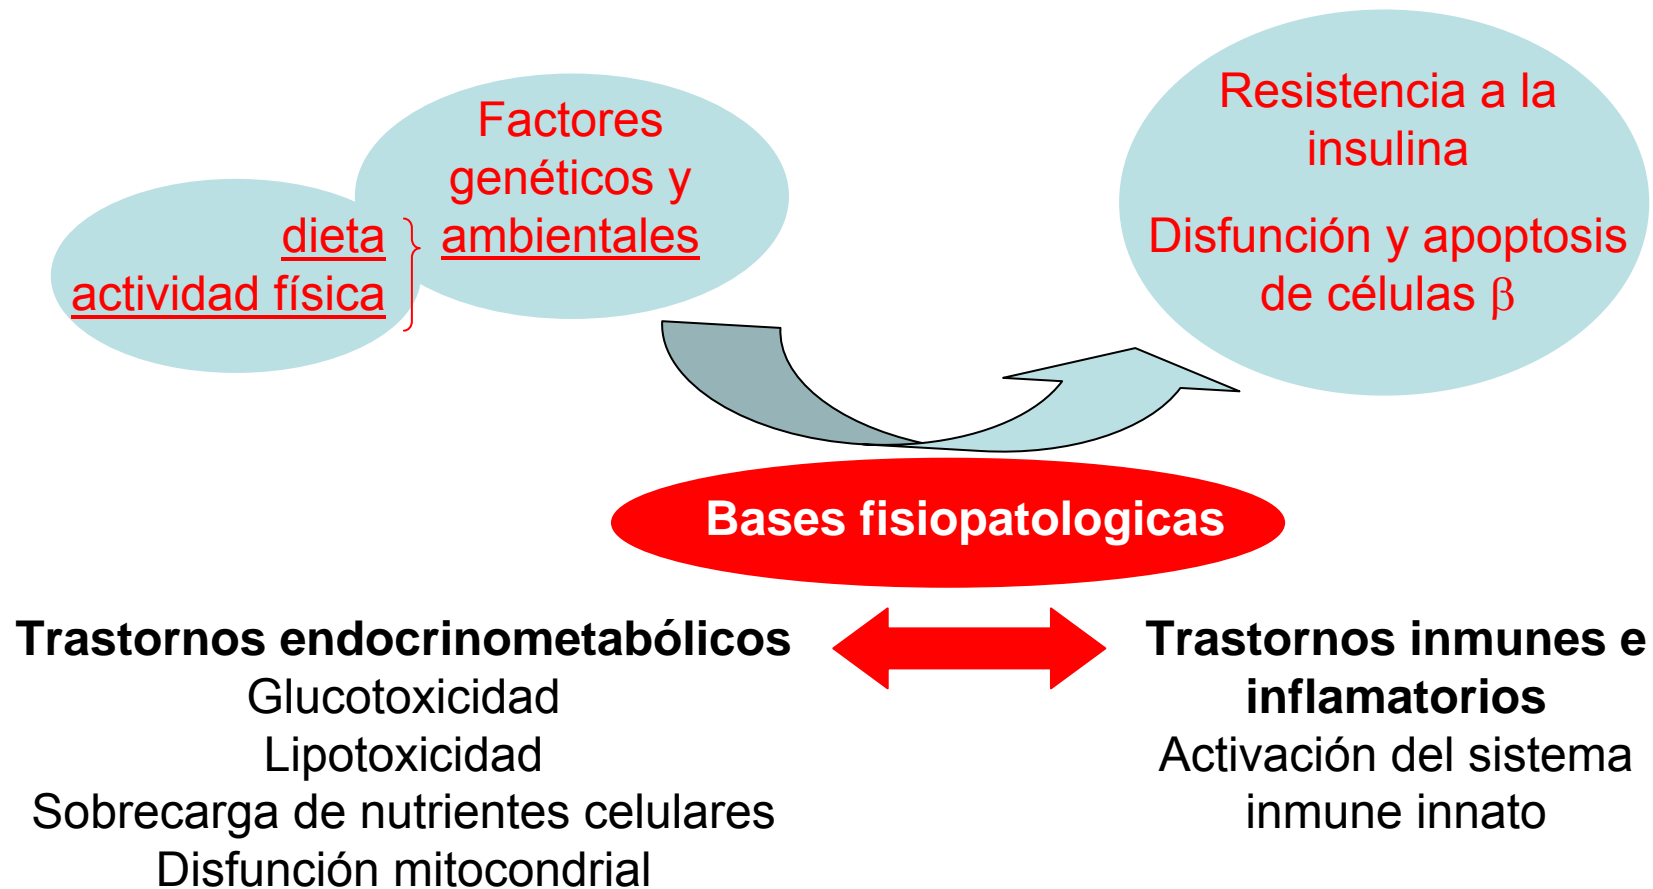 Factores
genéticos y
ambientales
dieta
actividad física
Resistencia a la
insulina
Disfunción y apoptosis
de células β
Bases fisiopatologicas
Trastornos endocrinometabólicos
Glucotoxicidad
Lipotoxicidad
Sobrecarga de nutrientes celulares
Disfunción mitocondrial
Trastornos inmunes e
inflamatorios
Activación del sistema
inmune innato